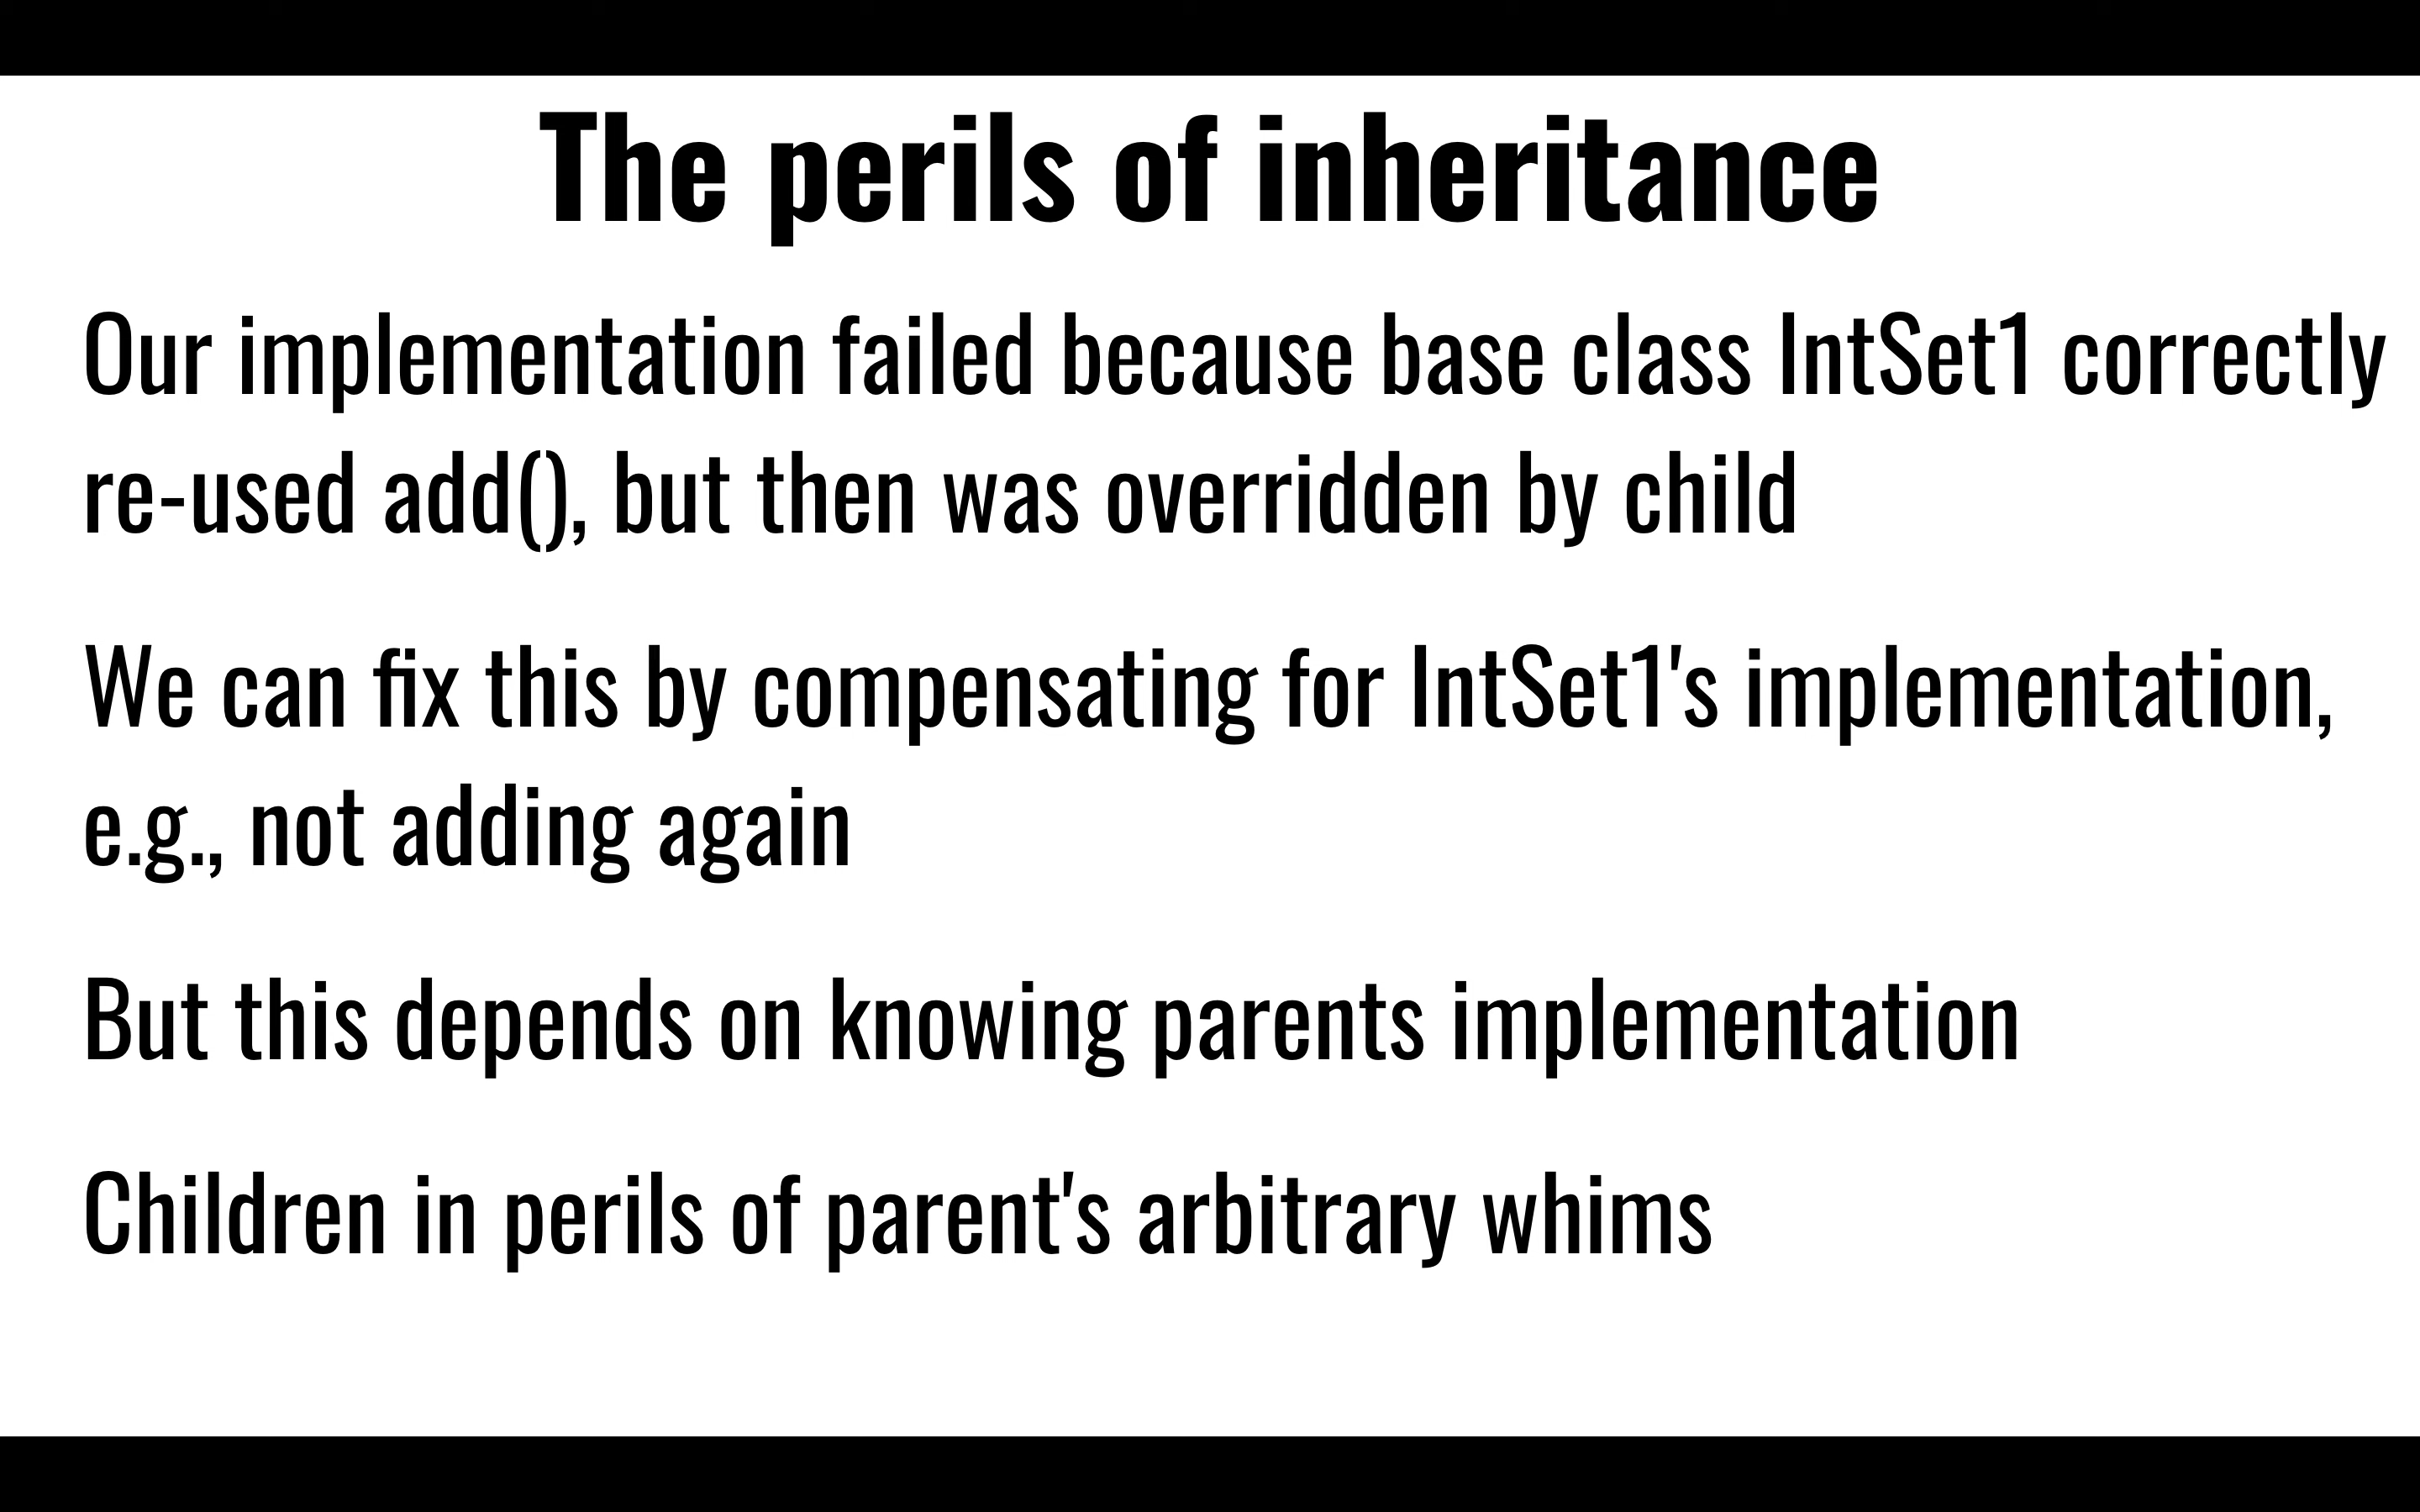 The perils of inheritance
Our implementation failed because base class IntSet1 correctly
re-used add(), but then was overridden by child
We can fix this by compensating for IntSet1's implementation,
e.g., not adding again
But this depends on knowing parents implementation
Children in perils of parent's arbitrary whims